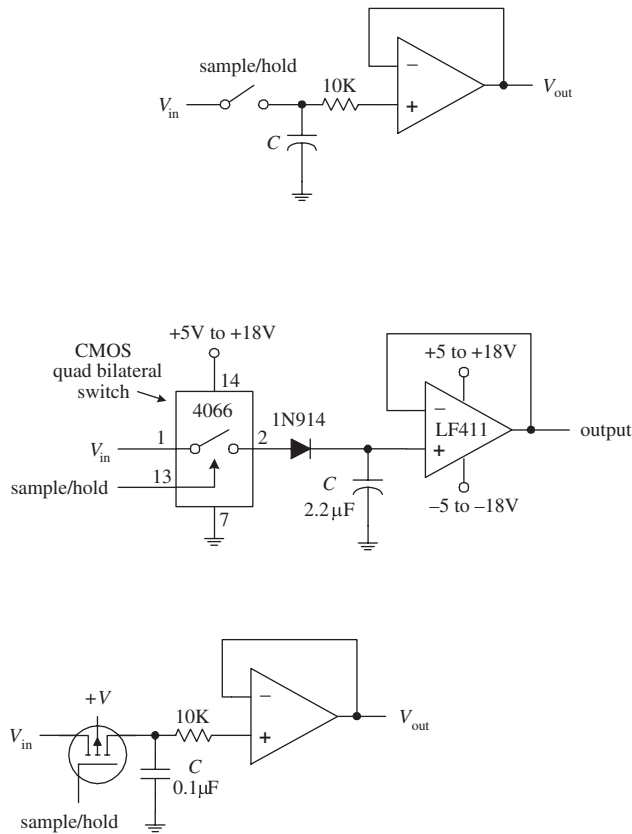 sample/hold
10K
V_in
−
+
V_out
C
+5V to +18V
CMOS
quad bilateral
switch
14
4066
1
2
V_in
13
sample/hold
7
1N914
C
2.2 μF
+5 to +18V
−
LF411
+
output
−5 to −18V
+V
V_in
10K
−
+
V_out
C
0.1μF
sample/hold